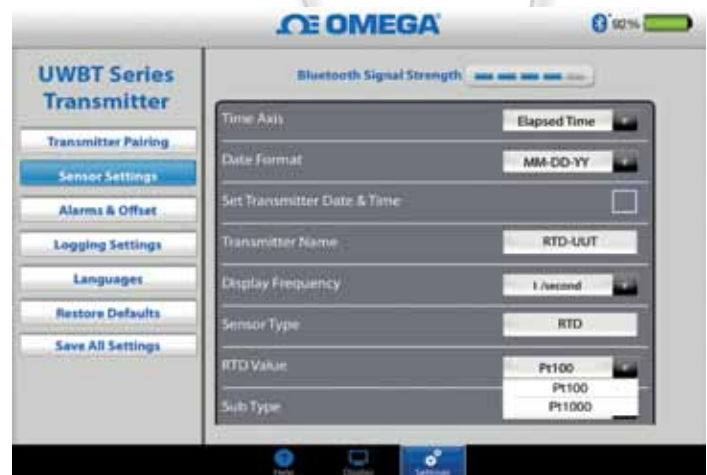 OMEGA
92%
UWBT Series
Transmitter
Bluetooth Signal Strength
Transmitter Pairing
Sensor Settings
Alarms & Offset
Logging Settings
Languages
Restore Defaults
Save All Settings
Time Axis Elapsed Time
Date Format MM-DD-YY
Set Transmitter Date & Time
Transmitter Name RTD-UUT
Display Frequency 1 /second
Sensor Type RTD
RTD Value Pt100
Pt100
Sub Type Pt1000
Help Display Settings